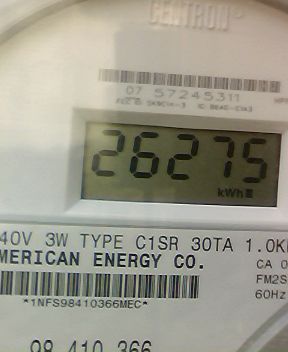 CENTRON®
07 57245311
26275
kWh
40V 3W TYPE C1SR 30TA 1.0K
MERICAN ENERGY CO.
CA 0
FM2S
60Hz
*1NFS98410366MEC*
98 410 366